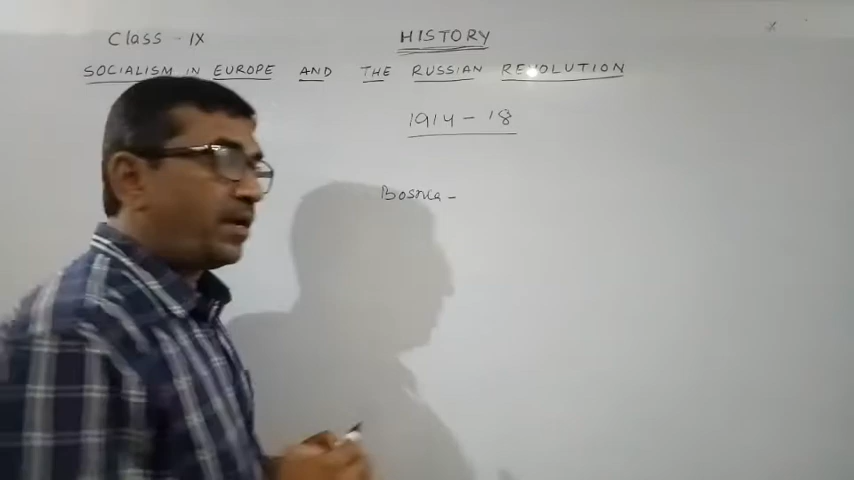 Class - IX
HISTORY
SOCIALISM IN EUROPE AND THE RUSSIAN REVOLUTION
1914 - 18
Bosnia -